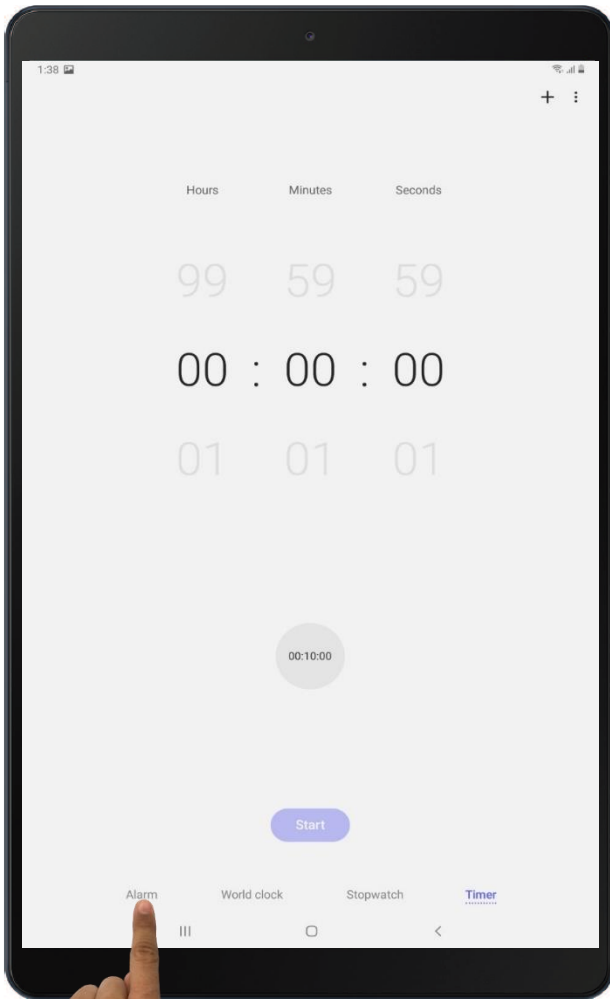 1:38
Hours Minutes Seconds
99 59 59
00 : 00 : 00
01 01 01
00:10:00
Start
Alarm World clock Stopwatch Timer